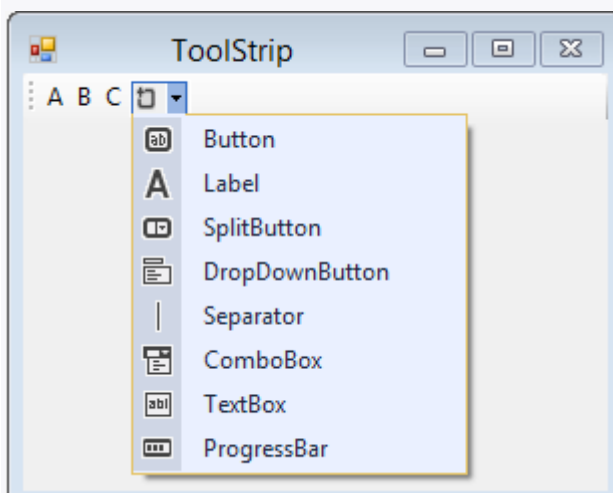 ToolStrip
A B C
Button
Label
SplitButton
DropDownButton
Separator
ComboBox
TextBox
ProgressBar